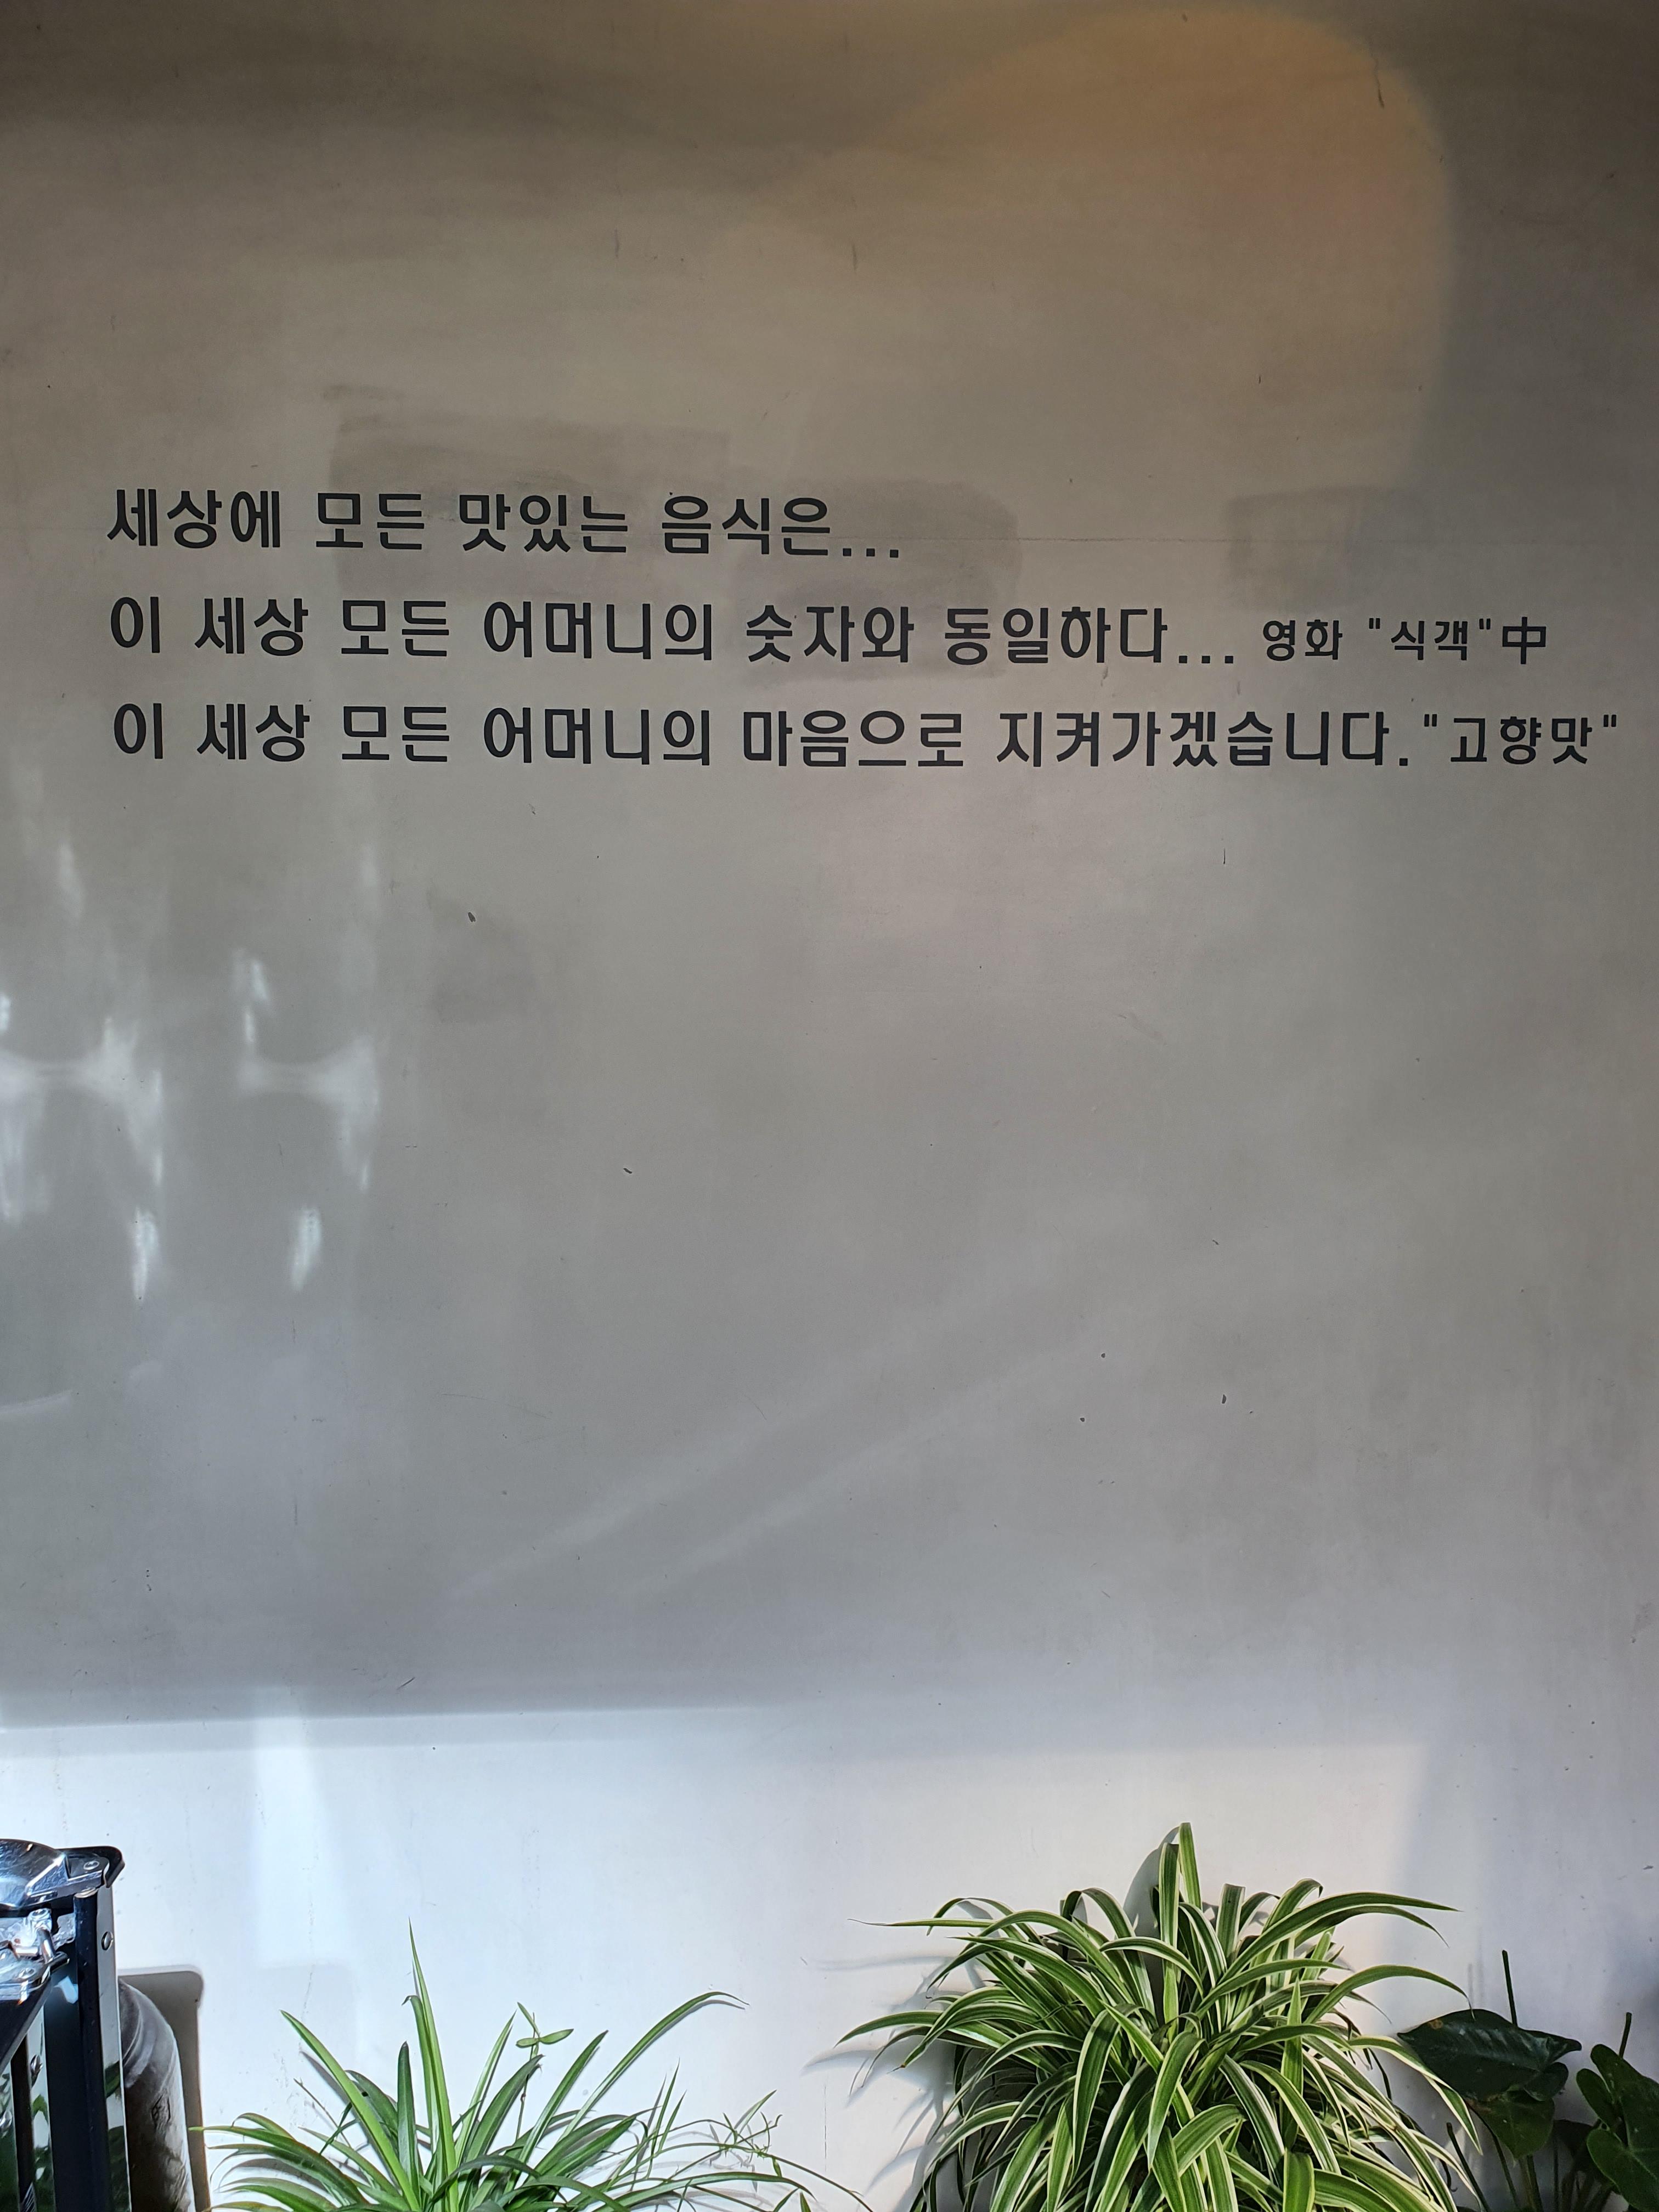 세상에 모든 맛있는 음식은...
이 세상 모든 어머니의 숫자와 동일하다... 영화 "식객"中
이 세상 모든 어머니의 마음으로 지켜가겠습니다."고향맛"